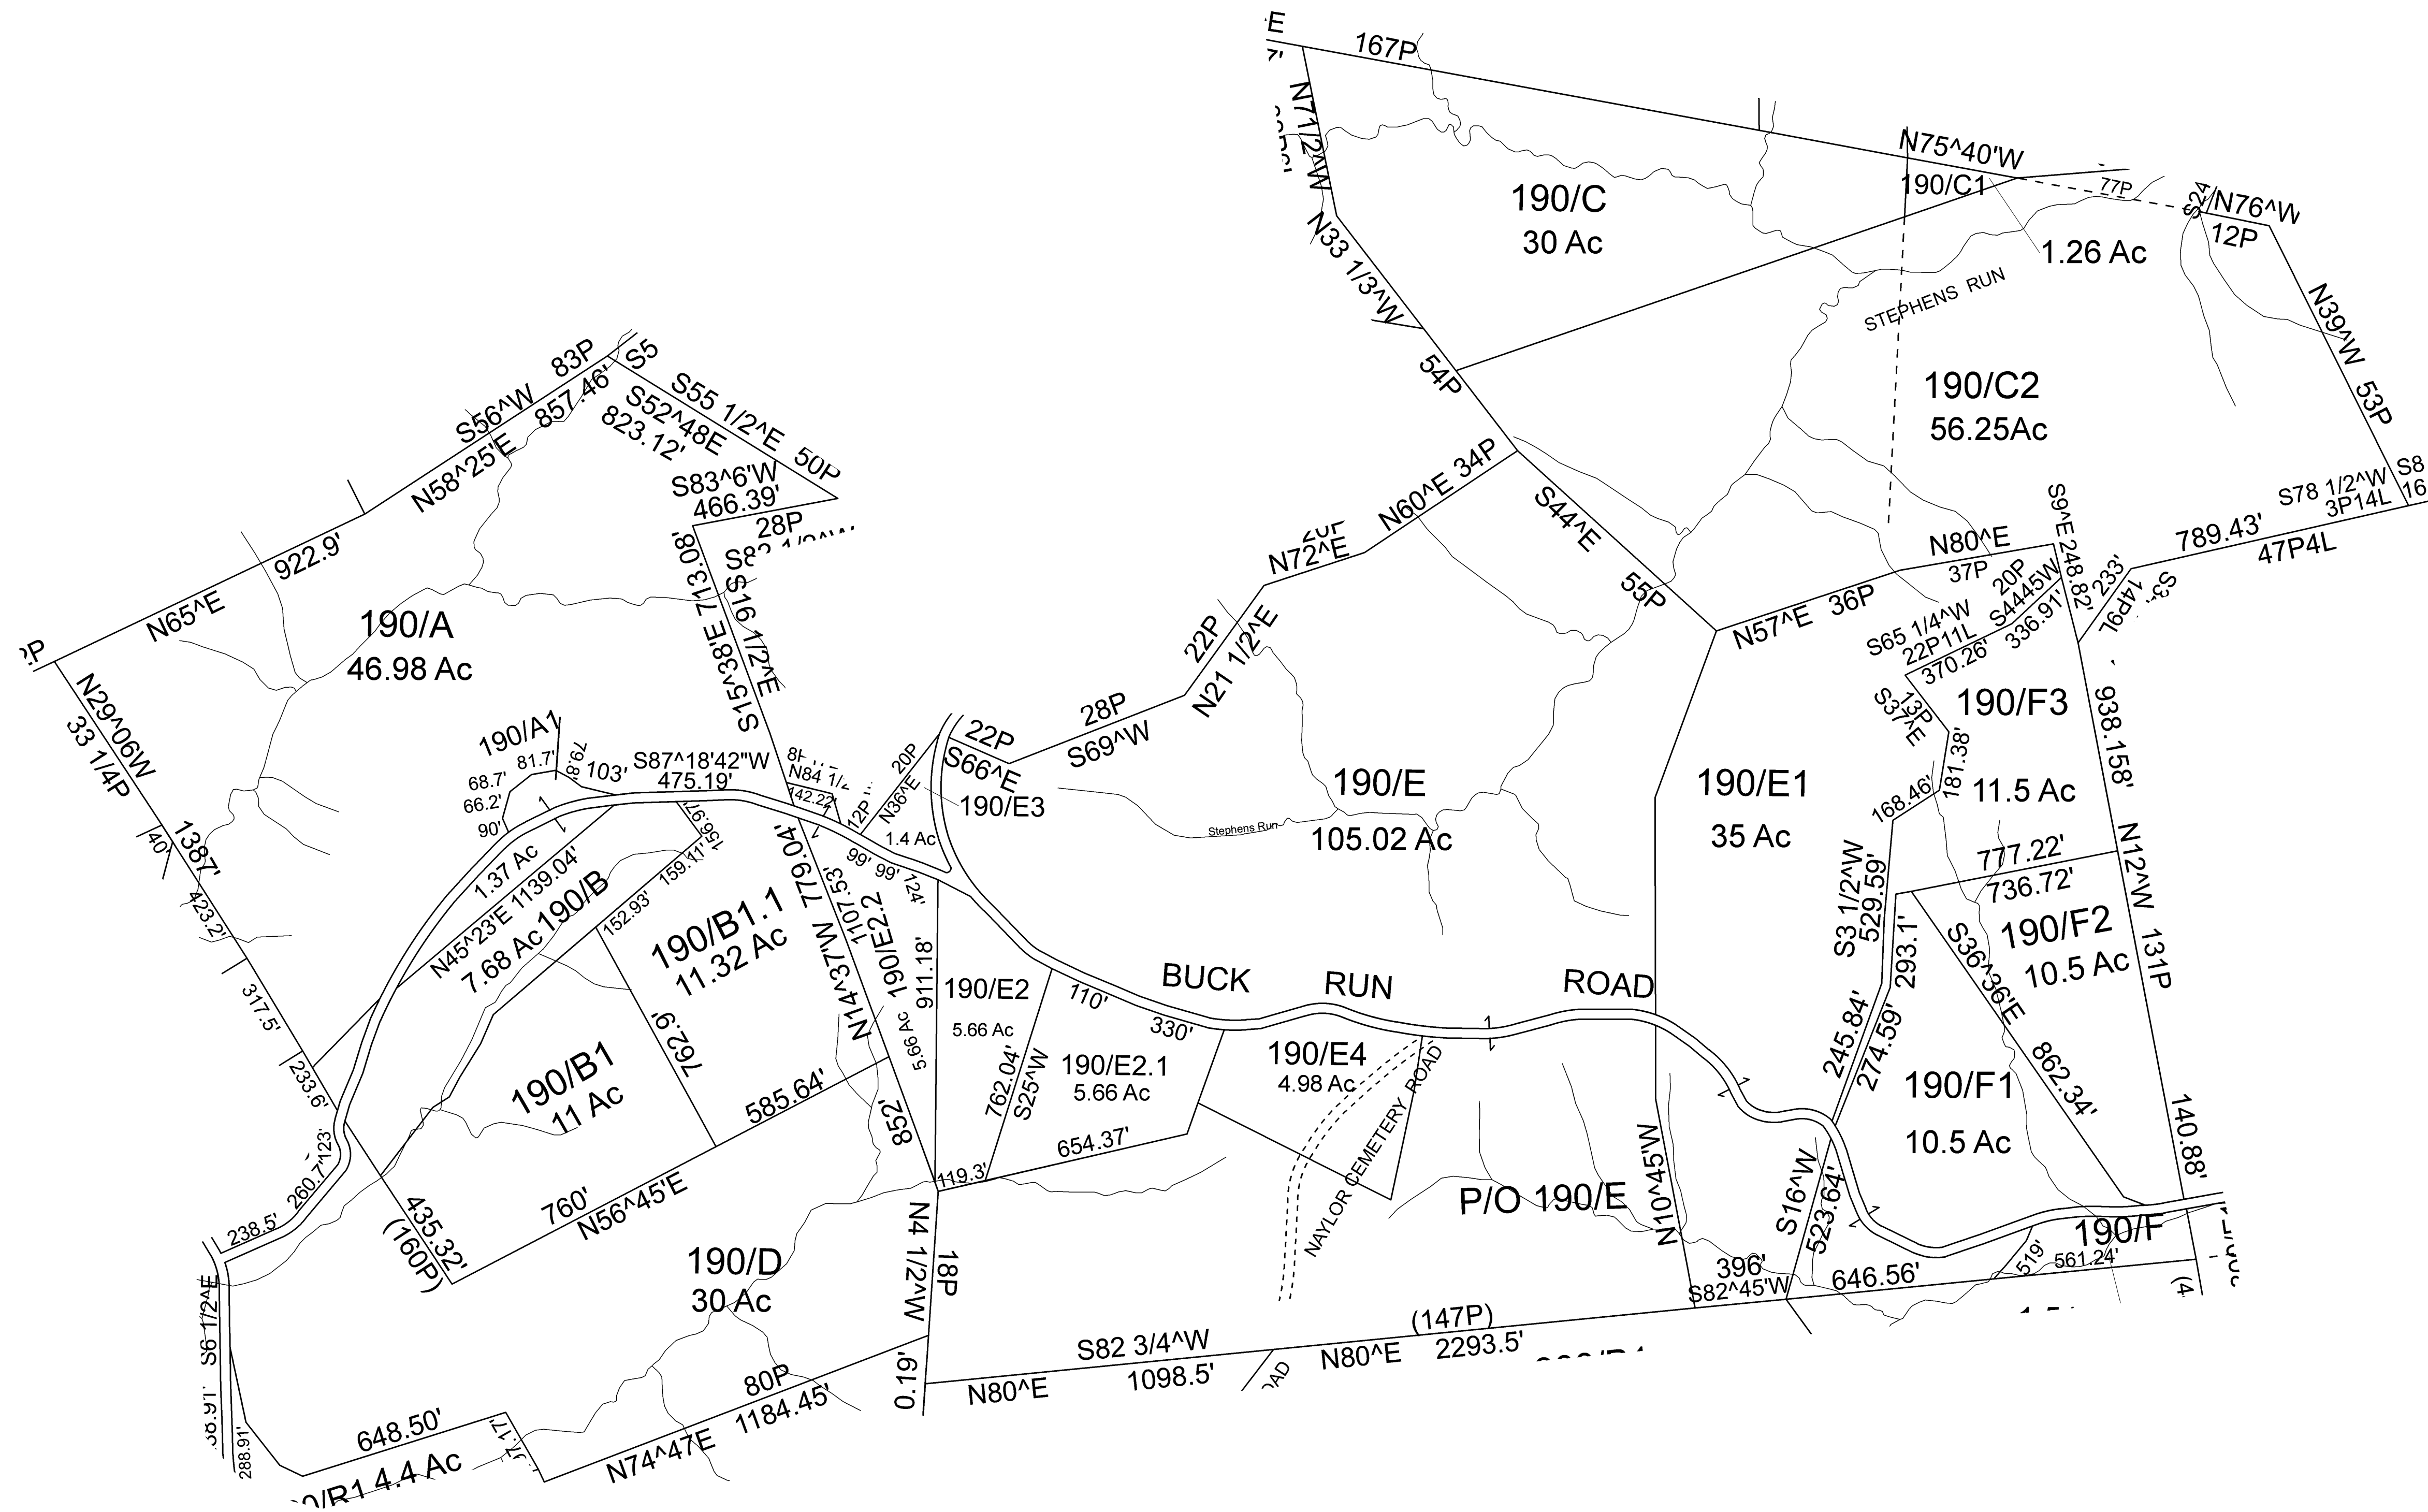 167P
N71/2^W
N75^40'W
190/C1
77P
S24
N76^W
12P
190/C
30 Ac
1.26 Ac
N33 1/3^W
STEPHENS RUN
N39^W 53P
54P
190/C2
56.25Ac
83P
S5
S56^W
857.46'
S55 1/2^E 50P
S52^48E
823.12'
N58^25'E
S83^6'W
466.39'
28P
N60^E 34P
N72^E
S44^E
55P
S78 1/2^W
3P14L
S8
16
789.43'
47P4L
S9^E 248.82'
N80^E
37P
20P
S4445W
336.91'
233'
14P9L
922.9'
N65^E
190/A
46.98 Ac
S15^38'E 713.08'
S16 1/2^E
22P
N21 1/2^E
N57^E 36P
S65 1/4^W
22P11L
370.26'
N29^06W
33 1/4P
1387'
190/A1
81.7'
79.8'
68.7'
66.2'
90'
103'
S87^18'42"W
475.19'
142.22'
12P
20P
N36^E
22P
S66^E
28P
S69^W
190/E3
1.4 Ac
190/E
105.02 Ac
Stephens Run
190/E1
35 Ac
13P
S37^E
190/F3
11.5 Ac
181.38'
168.46'
938.158'
N12^W 131P
40'
423.2'
317.5'
233.6'
1.37 Ac
N45^23'E 1139.04'
7.68 Ac 190/B
156.97'
159.11'
152.93'
190/B1.1
11.32 Ac
N14^37'W 779.04'
1107.53'
190/E2.2
5.66 Ac
99'
99'
124'
911.18'
190/E2
5.66 Ac
BUCK RUN ROAD
110'
330'
762.04'
S25^W
190/E2.1
5.66 Ac
190/E4
4.98 Ac
S3 1/2^W
529.59'
777.22'
736.72'
190/F2
10.5 Ac
293.1'
S36^36'E
862.34'
245.84'
274.59'
190/F1
10.5 Ac
140.88'
190/B1
11 Ac
762.9'
585.64'
852'
119.3'
654.37'
NAYLOR CEMETERY ROAD
P/O 190/E
N10^45'W
S16^W
523.64'
123'
260.7'
238.5'
435.32'
(160P)
760'
N56^45'E
190/D
30 Ac
N4 1/2^W
18P
0.19'
396'
S82^45'W
646.56'
519'
561.24'
190/F
S6 1/2^E
288.91'
648.50'
4.4 Ac
80P
1184.45'
N74^47E
S82 3/4^W
N80^E
1098.5'
(147P)
N80^E
2293.5'